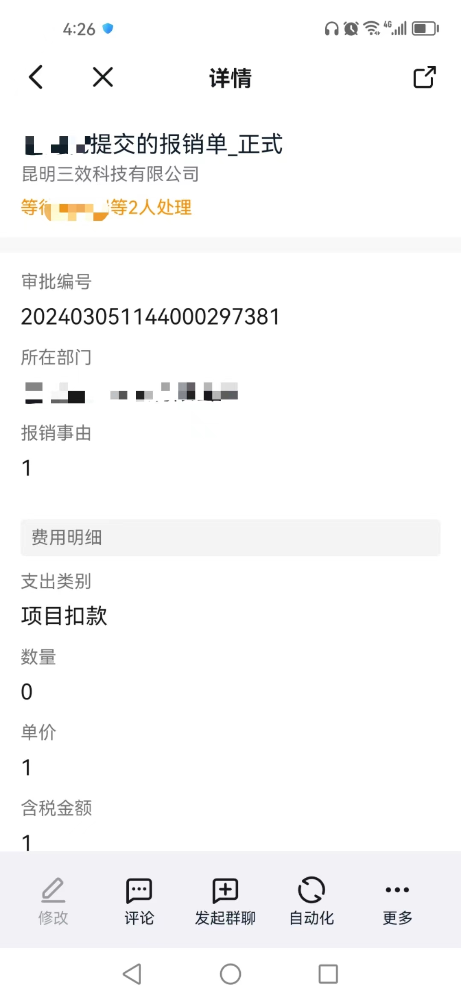 4:26
4G
详情
提交的报销单_正式
昆明三效科技有限公司
等 等2人处理
审批编号
202403051144000297381
所在部门
报销事由
1
费用明细
支出类别
项目扣款
数量
0
单价
1
含税金额
1
修改
评论
发起群聊
自动化
更多